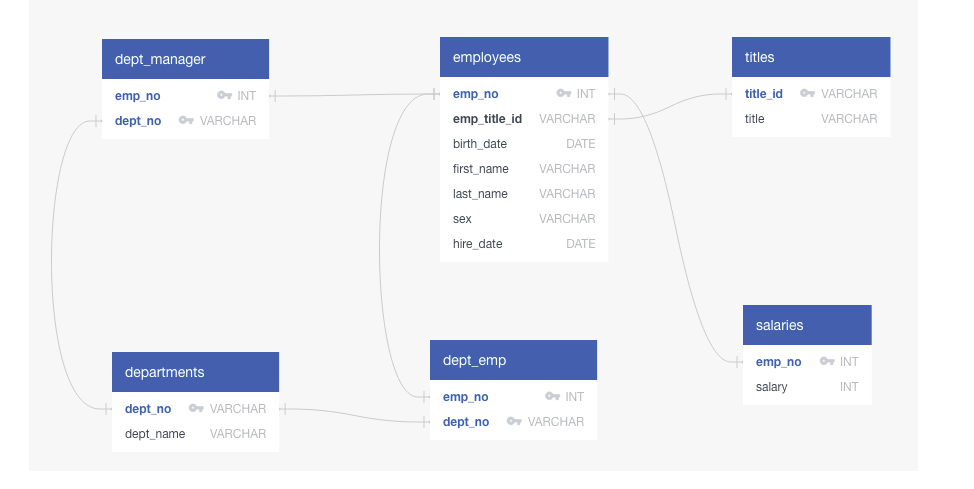 dept_manager
emp_no INT
dept_no VARCHAR
employees
emp_no INT
emp_title_id VARCHAR
birth_date DATE
first_name VARCHAR
last_name VARCHAR
sex VARCHAR
hire_date DATE
titles
title_id VARCHAR
title VARCHAR
departments
dept_no VARCHAR
dept_name VARCHAR
dept_emp
emp_no INT
dept_no VARCHAR
salaries
emp_no INT
salary INT